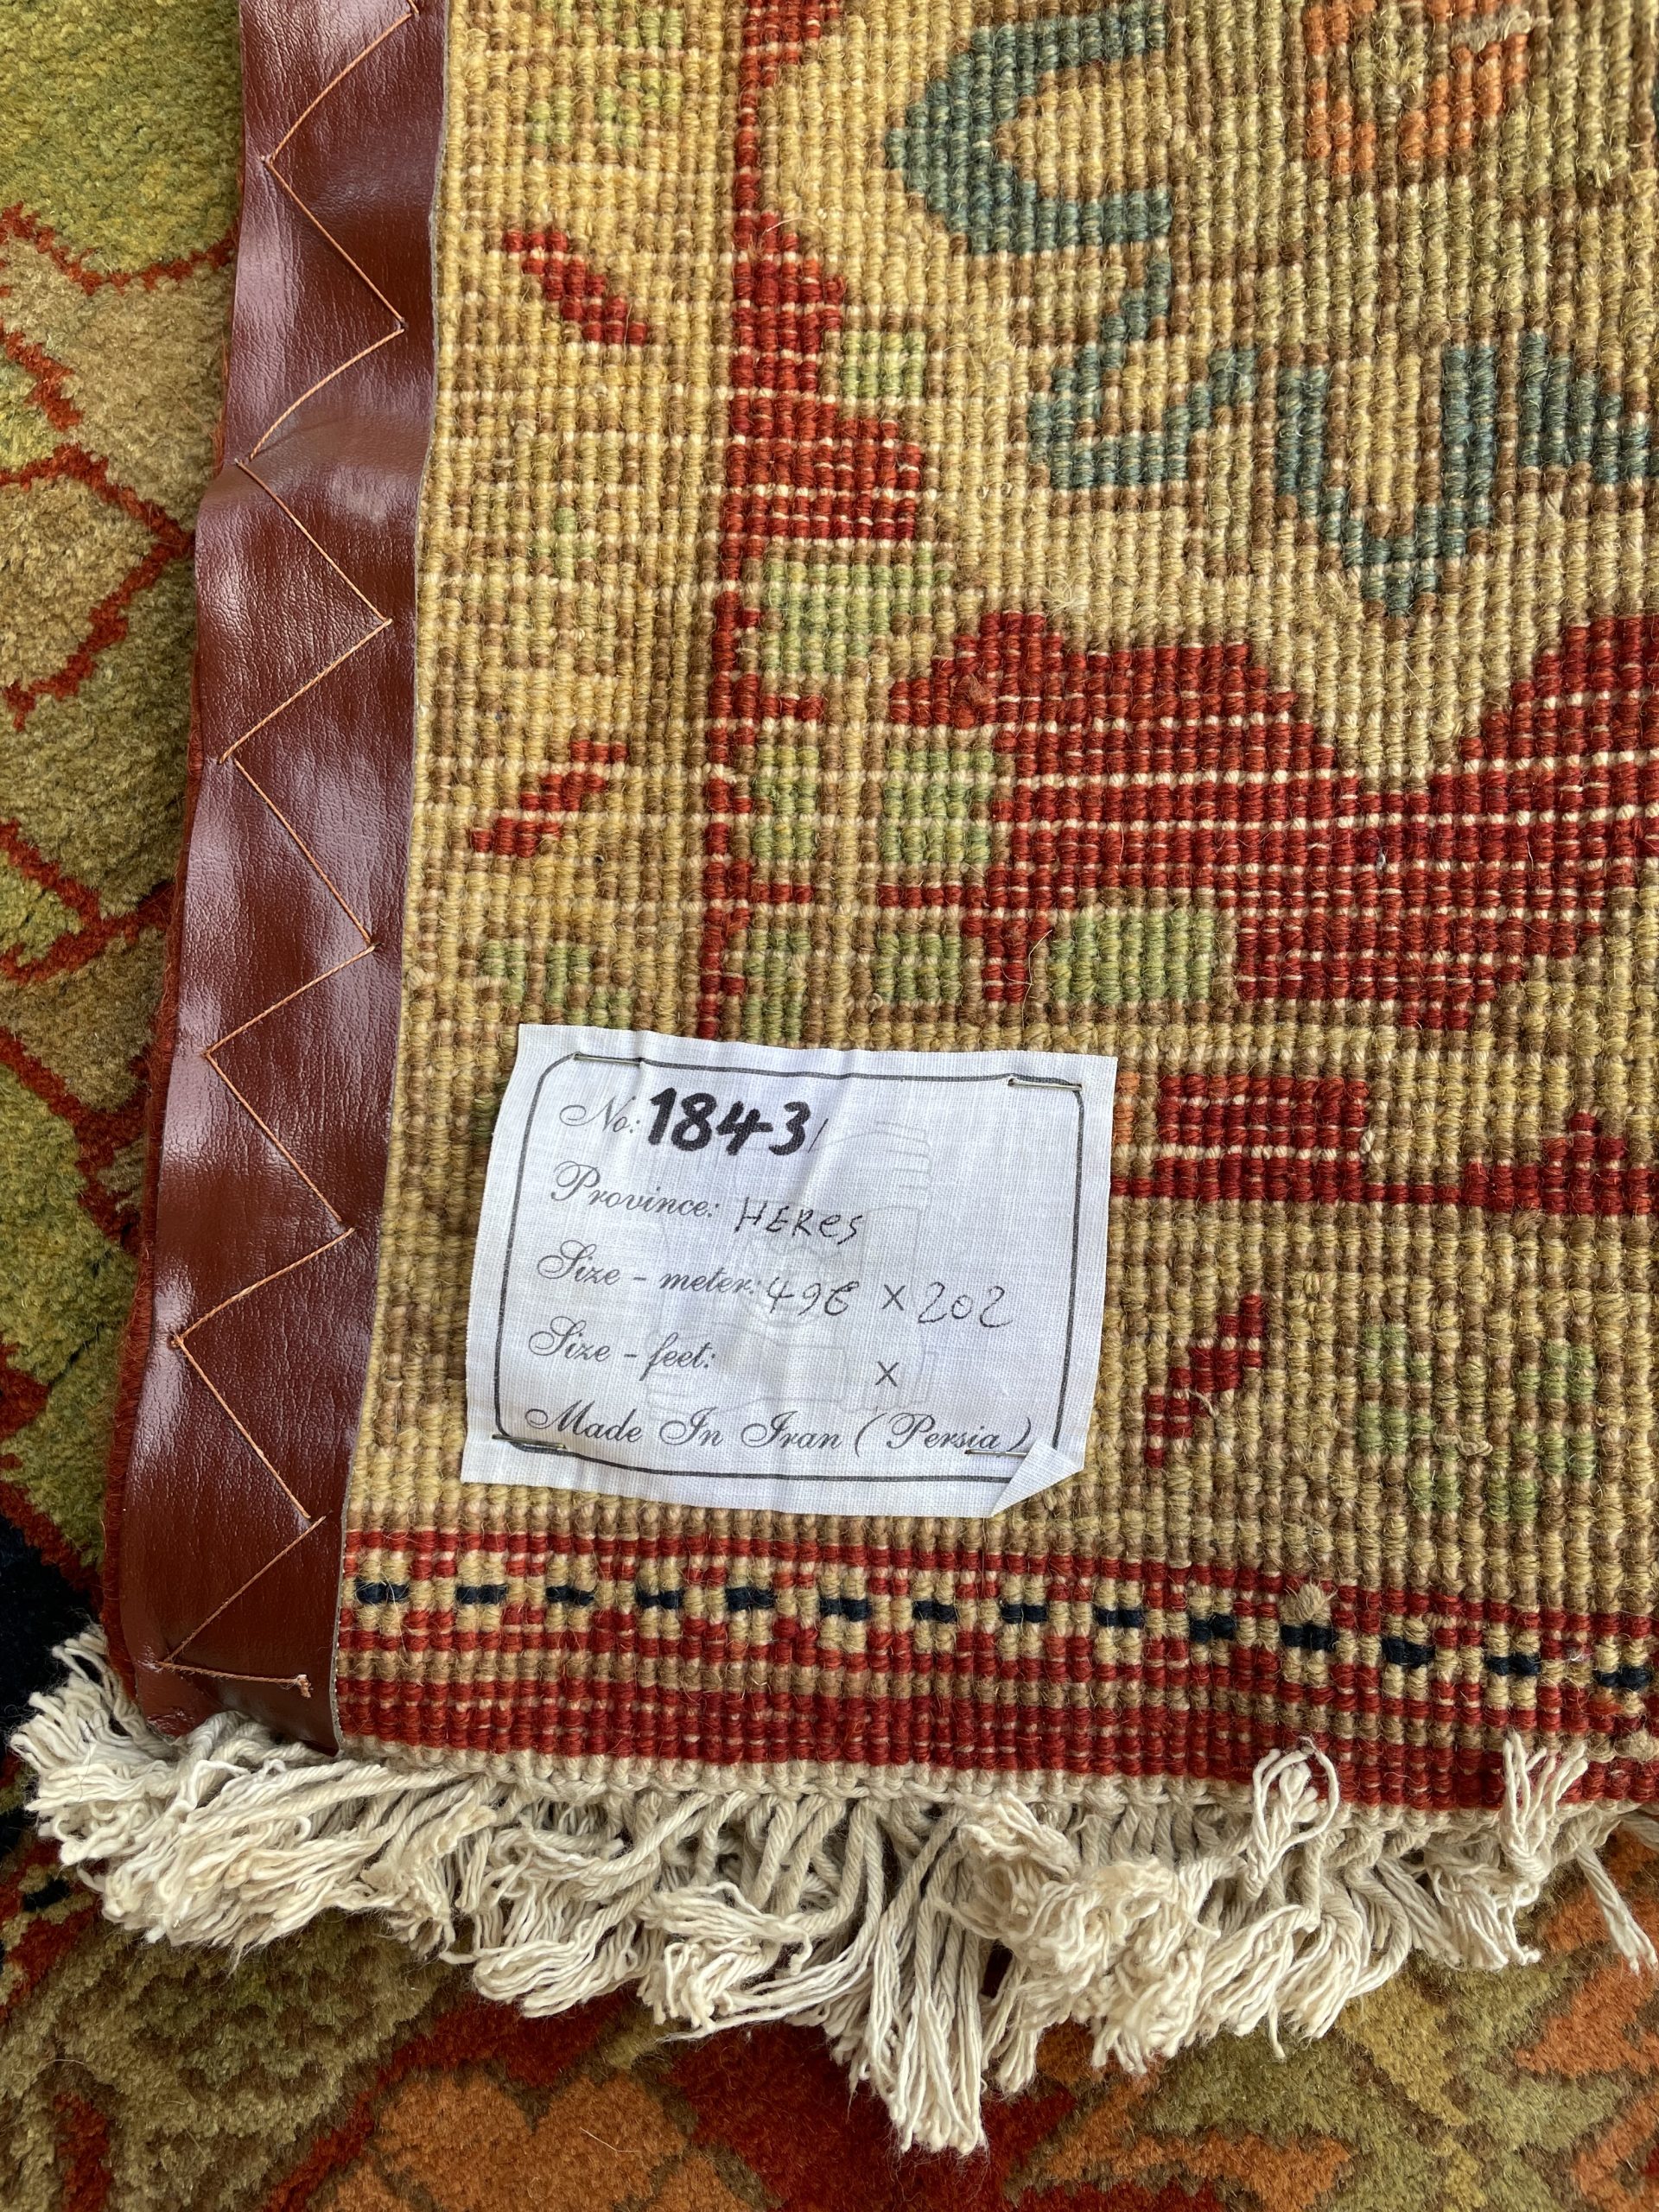 No: 1843/
Province: HERES
Size - meter: 496 x 202
Size - feet: x
Made In Iran ( Persia )